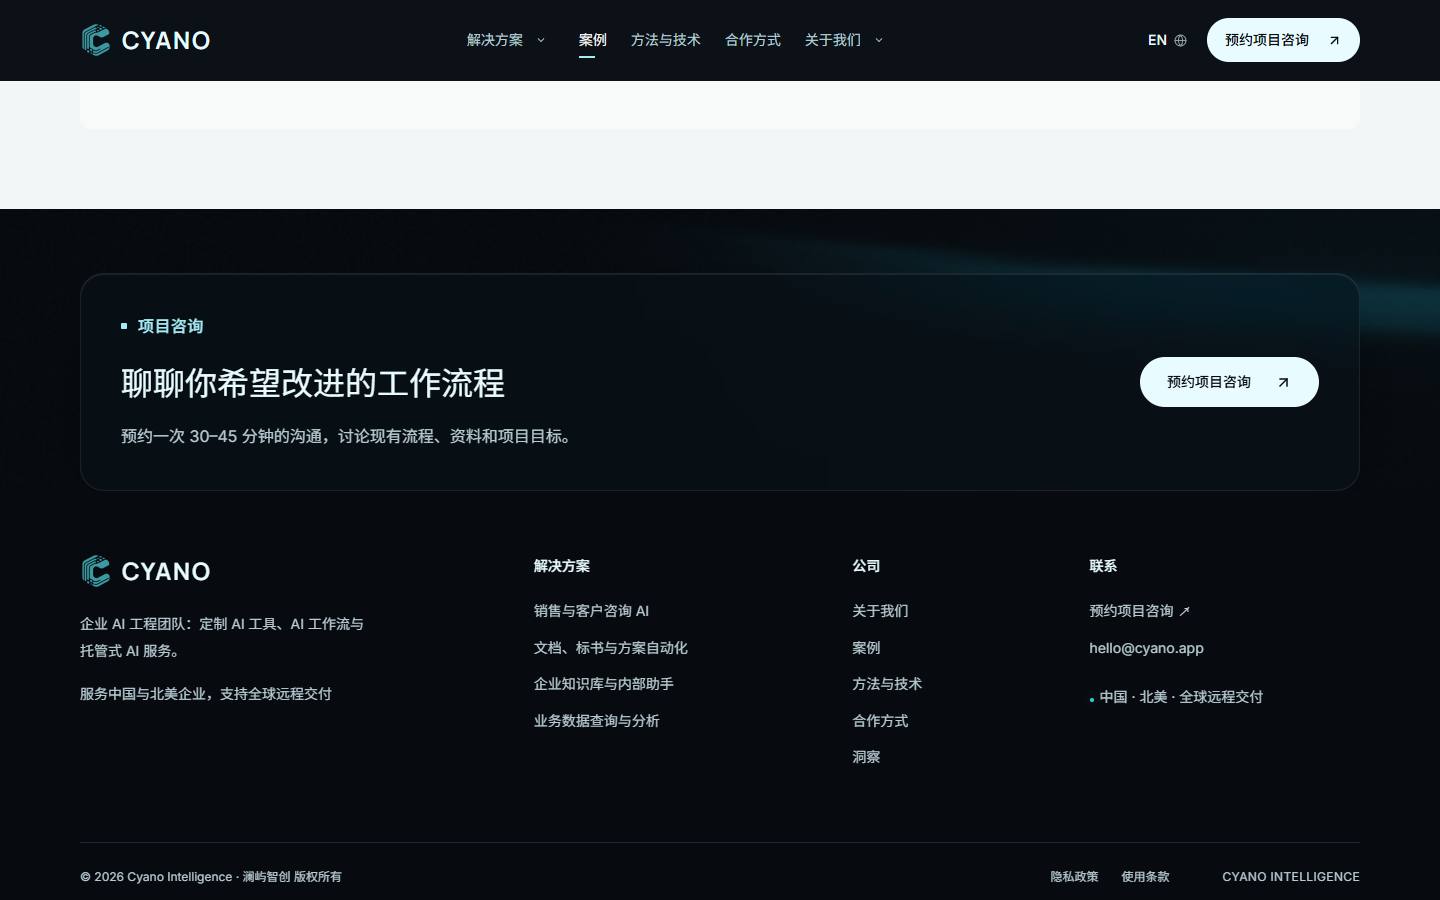 CYANO
解决方案
案例
方法与技术
合作方式
关于我们
EN
预约项目咨询
项目咨询
聊聊你希望改进的工作流程
预约一次 30–45 分钟的沟通，讨论现有流程、资料和项目目标。
预约项目咨询
CYANO
企业 AI 工程团队：定制 AI 工具、AI 工作流与
托管式 AI 服务。
服务中国与北美企业，支持全球远程交付
解决方案
销售与客户咨询 AI
文档、标书与方案自动化
企业知识库与内部助手
业务数据查询与分析
公司
关于我们
案例
方法与技术
合作方式
洞察
联系
预约项目咨询 ↗
hello@cyano.app
中国 · 北美 · 全球远程交付
© 2026 Cyano Intelligence · 澜屿智创 版权所有
隐私政策
使用条款
CYANO INTELLIGENCE